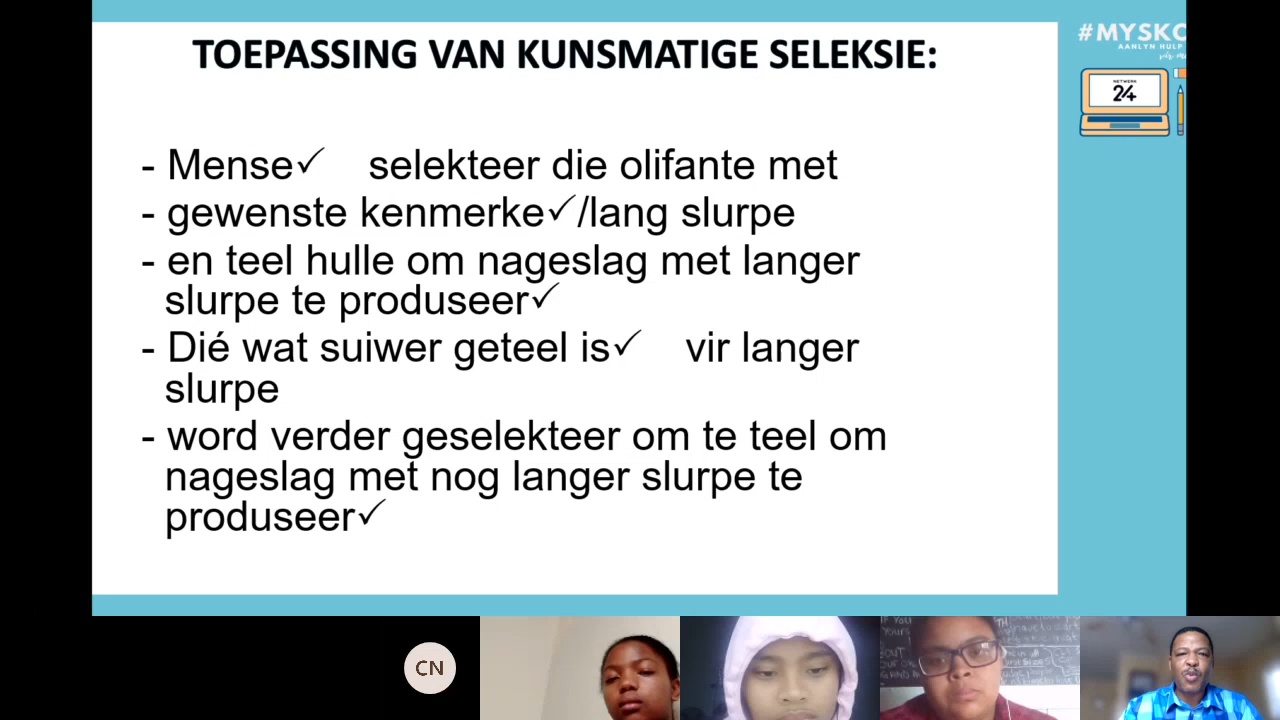 TOEPASSING VAN KUNSMATIGE SELEKSIE:
- Mense✓ selekteer die olifante met
- gewenste kenmerke✓/lang slurpe
- en teel hulle om nageslag met langer
slurpe te produseer✓
- Dié wat suiwer geteel is✓ vir langer
slurpe
- word verder geselekteer om te teel om
nageslag met nog langer slurpe te
produseer✓
#MYSKO
AANLYN HULP
NETWERK
24
CN